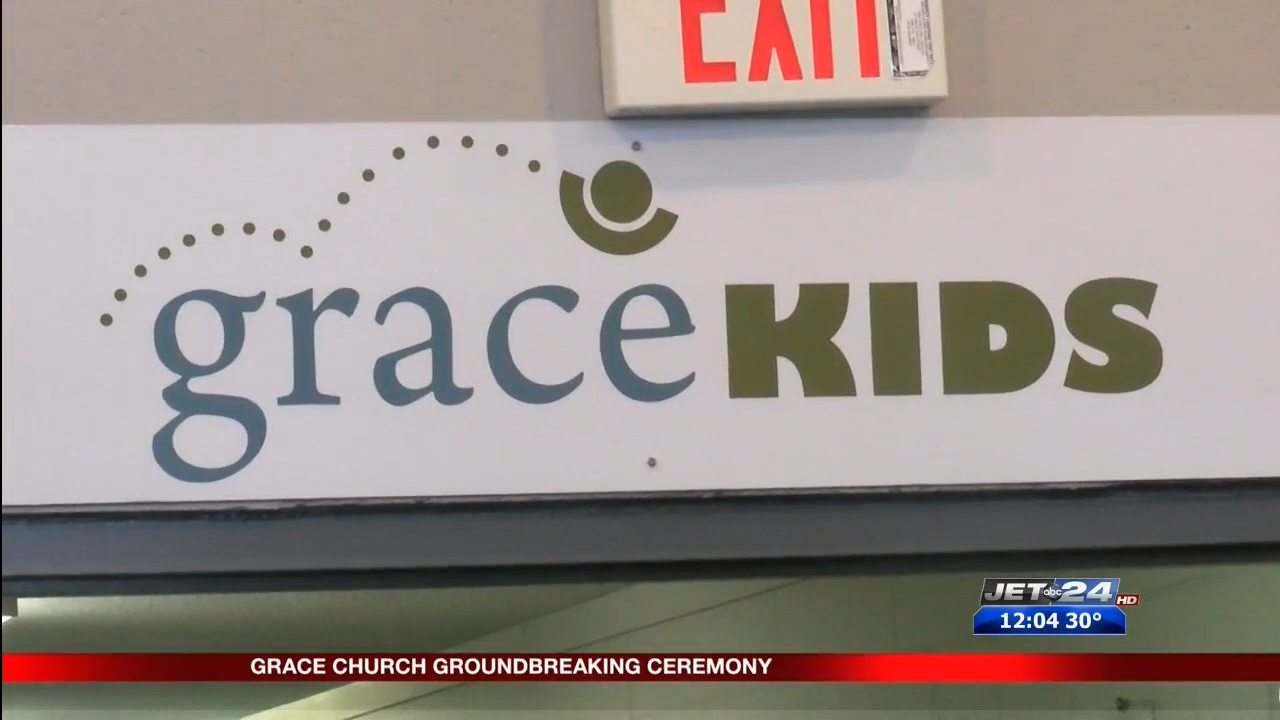 EXIT
grace KIDS
JET abc 24 HD
12:04 30°
GRACE CHURCH GROUNDBREAKING CEREMONY